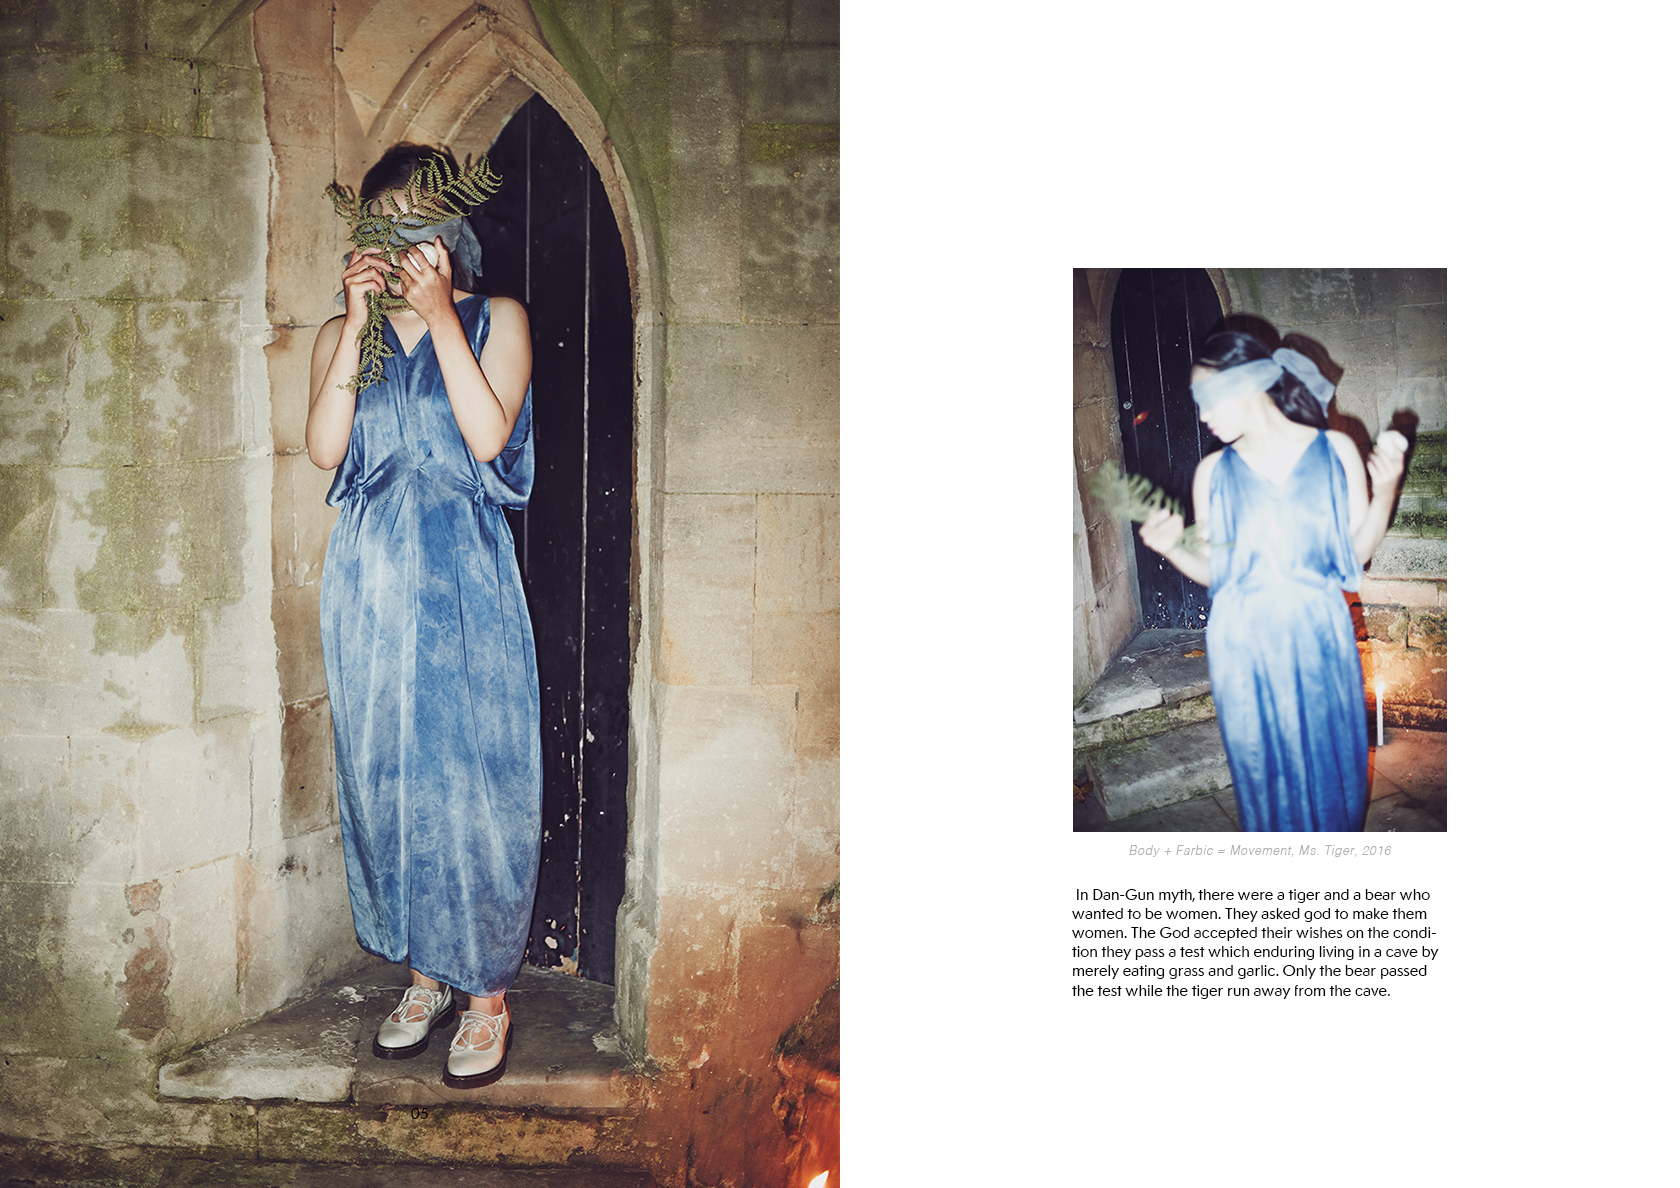 05
Body + Farbic = Movement, Ms. Tiger, 2016
In Dan-Gun myth, there were a tiger and a bear who
wanted to be women. They asked god to make them
women. The God accepted their wishes on the condi-
tion they pass a test which enduring living in a cave by
merely eating grass and garlic. Only the bear passed
the test while the tiger run away from the cave.